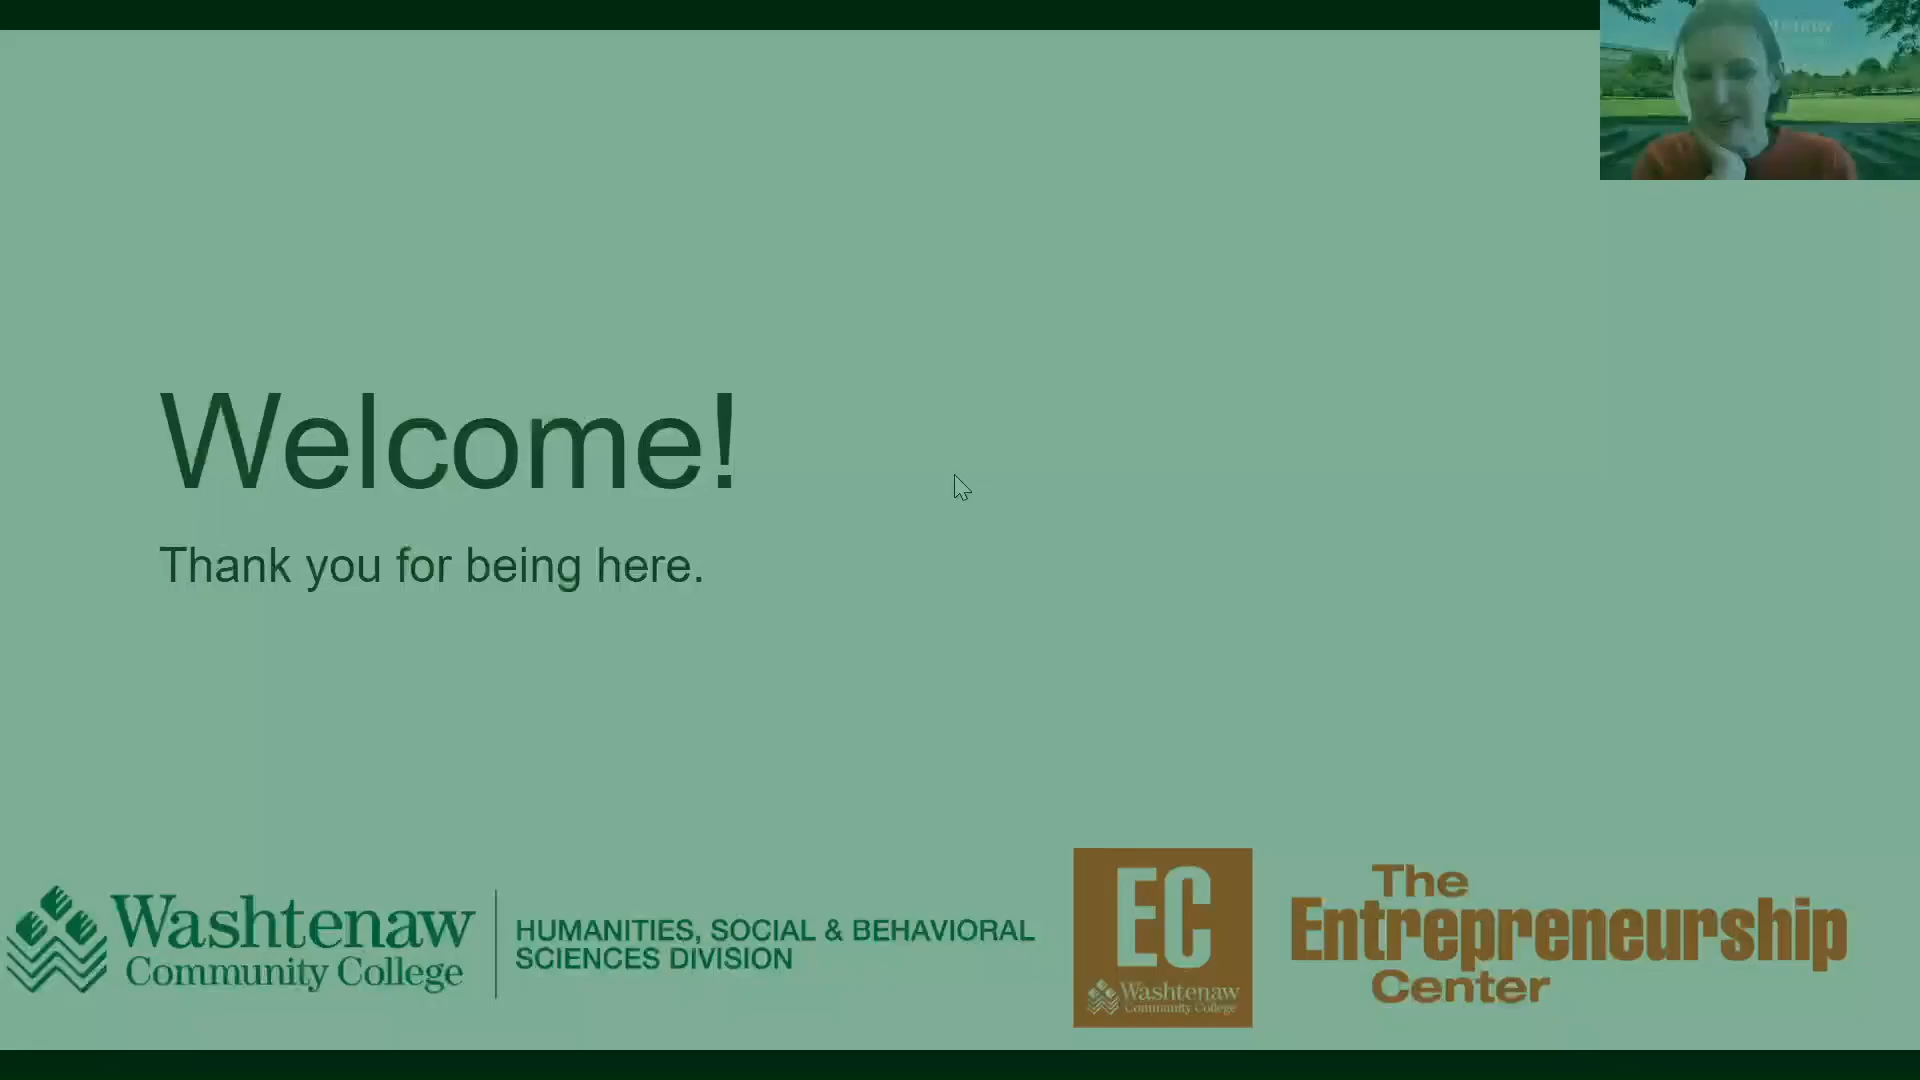 Welcome!
Thank you for being here.
Washtenaw
Community College
HUMANITIES, SOCIAL & BEHAVIORAL
SCIENCES DIVISION
EC
Washtenaw
Community College
The
Entrepreneurship
Center